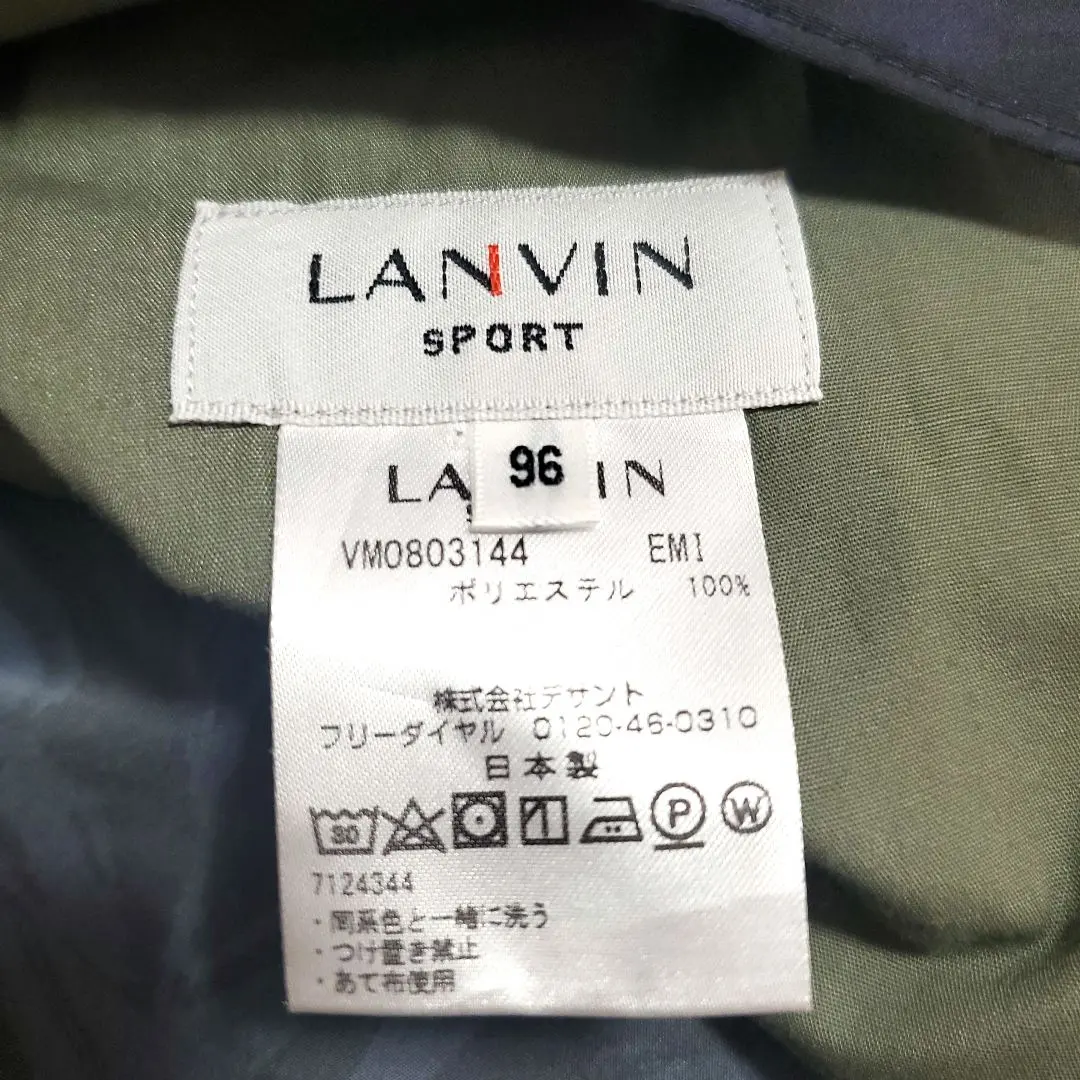 LANVIN
SPORT
96
LA IN
VM0803144 EMI
ポリエステル 100%
株式会社デサント
フリーダイヤル 0120-46-0310
日本製
30
P W
7124344
・同系色と一緒に洗う
・つけ置き禁止
・あて布使用